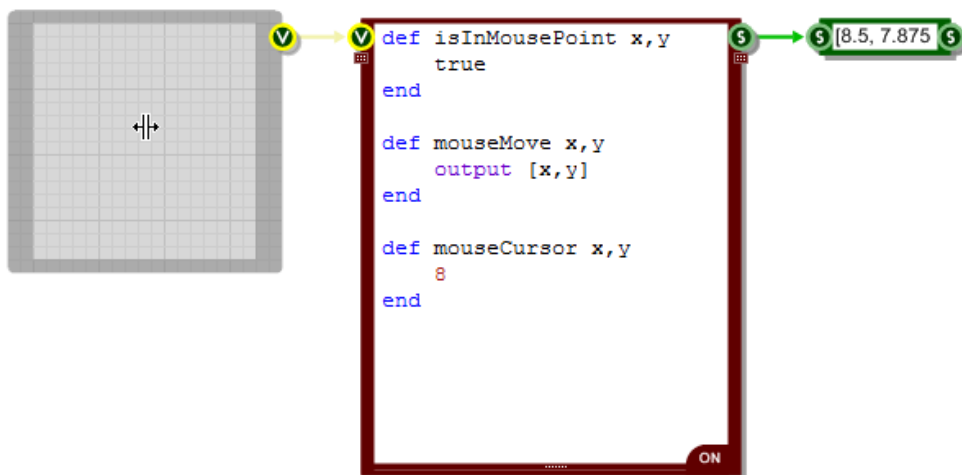 V
V
def isInMousePoint x,y
    true
end
def mouseMove x,y
    output [x,y]
end
def mouseCursor x,y
    8
end
ON
S
S
[8.5, 7.875
S